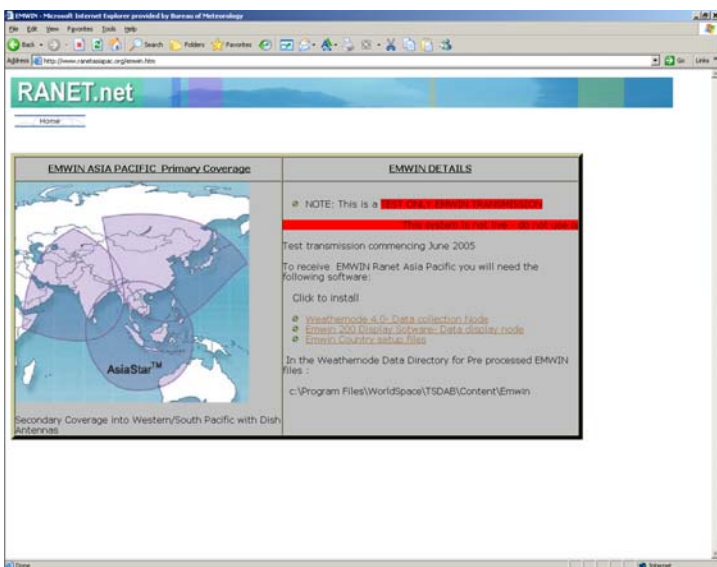 EMWIN - Microsoft Internet Explorer provided by Bureau of Meteorology
File Edit View Favorites Tools Help
Back Search Folders Favorites
Address http://www.ranetasiapac.org/emwin.htm Go Links
RANET.net
Home
EMWIN ASIA PACIFIC Primary Coverage
AsiaStar™
Secondary Coverage into Western/South Pacific with Dish
Antennas
EMWIN DETAILS
NOTE: This is a TEST ONLY EMWIN TRANSMISSION
This system is not live - do not use
Test transmission commencing June 2005
To receive EMWIN Ranet Asia Pacific you will need the
following software:
Click to install
Weathernode 4.0- Data collection Node
Emwin 200 Display Sotware- Data display node
Emwin Country setup files
In the Weathernode Data Directory for Pre processed EMWIN
files :
c:\Program Files\WorldSpace\TSDAB\Content\Emwin
Done Internet